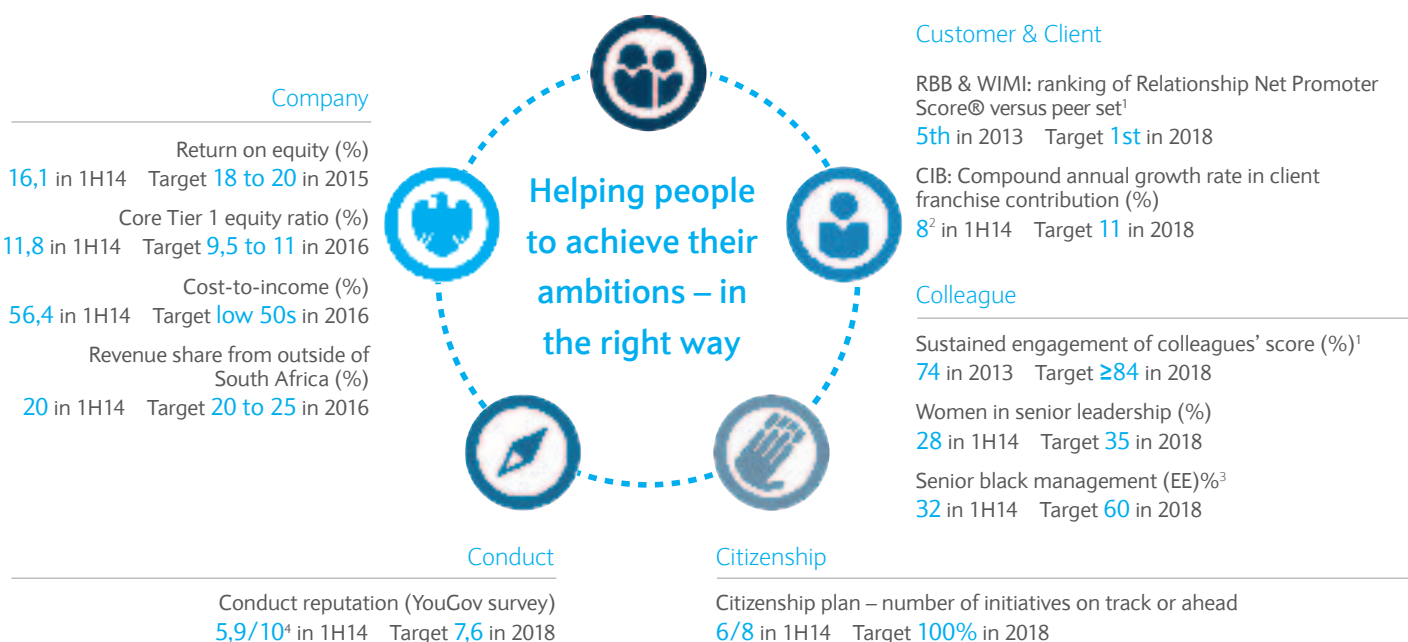 Customer & Client
RBB & WIMI: ranking of Relationship Net Promoter
Score® versus peer set¹
5th in 2013 Target 1st in 2018
CIB: Compound annual growth rate in client
franchise contribution (%)
8² in 1H14 Target 11 in 2018
Company
Return on equity (%)
16,1 in 1H14 Target 18 to 20 in 2015
Core Tier 1 equity ratio (%)
11,8 in 1H14 Target 9,5 to 11 in 2016
Cost-to-income (%)
56,4 in 1H14 Target low 50s in 2016
Revenue share from outside of
South Africa (%)
20 in 1H14 Target 20 to 25 in 2016
Helping people
to achieve their
ambitions – in
the right way
Colleague
Sustained engagement of colleagues’ score (%)¹
74 in 2013 Target ≥84 in 2018
Women in senior leadership (%)
28 in 1H14 Target 35 in 2018
Senior black management (EE)%³
32 in 1H14 Target 60 in 2018
Conduct
Conduct reputation (YouGov survey)
5,9/10⁴ in 1H14 Target 7,6 in 2018
Citizenship
Citizenship plan – number of initiatives on track or ahead
6/8 in 1H14 Target 100% in 2018